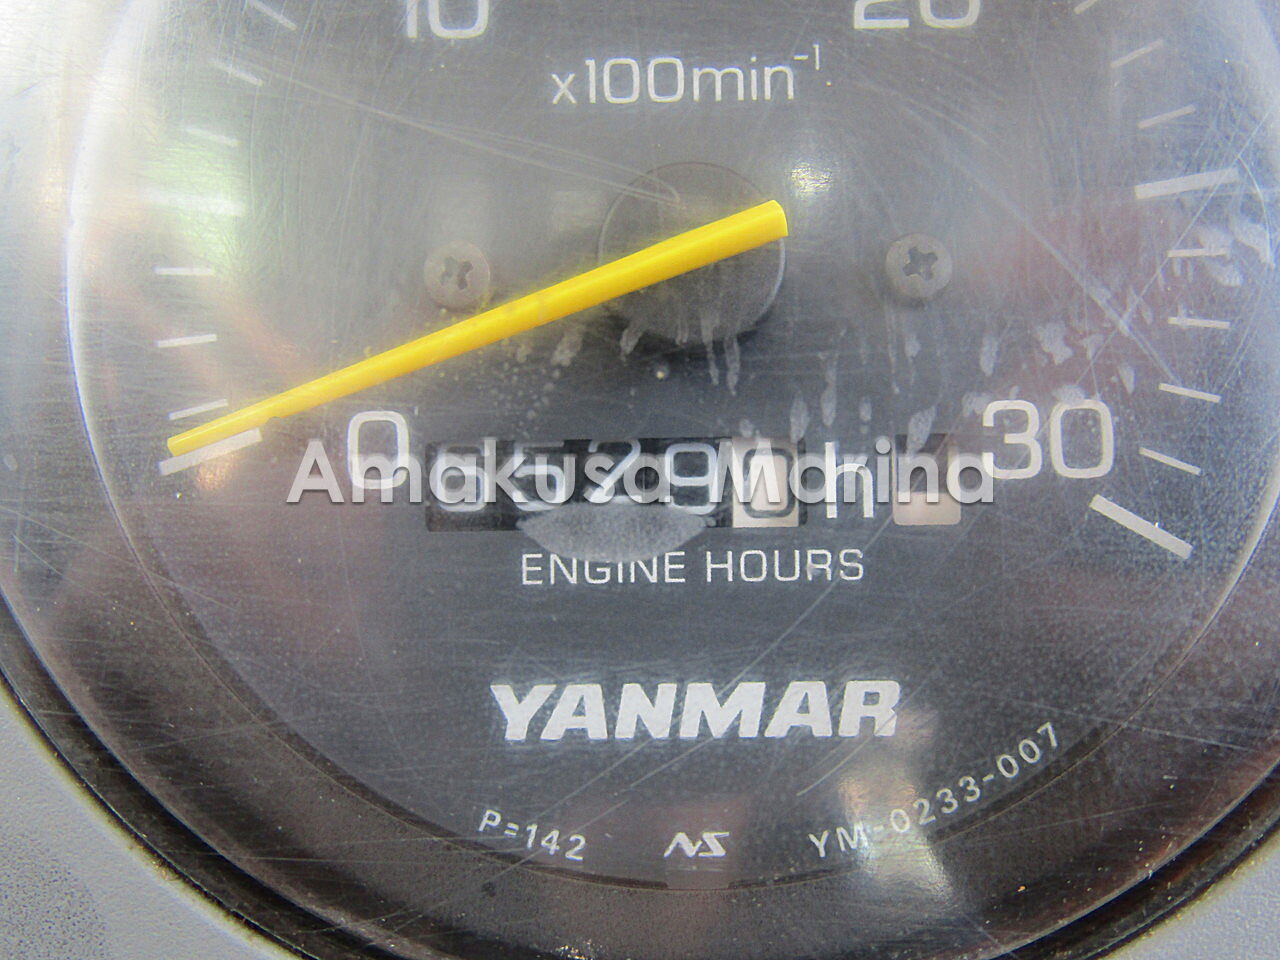 10 20
x100min⁻¹
0 30
h
Amakusa Marina
ENGINE HOURS
YANMAR
P=142 NS YM-0233-007